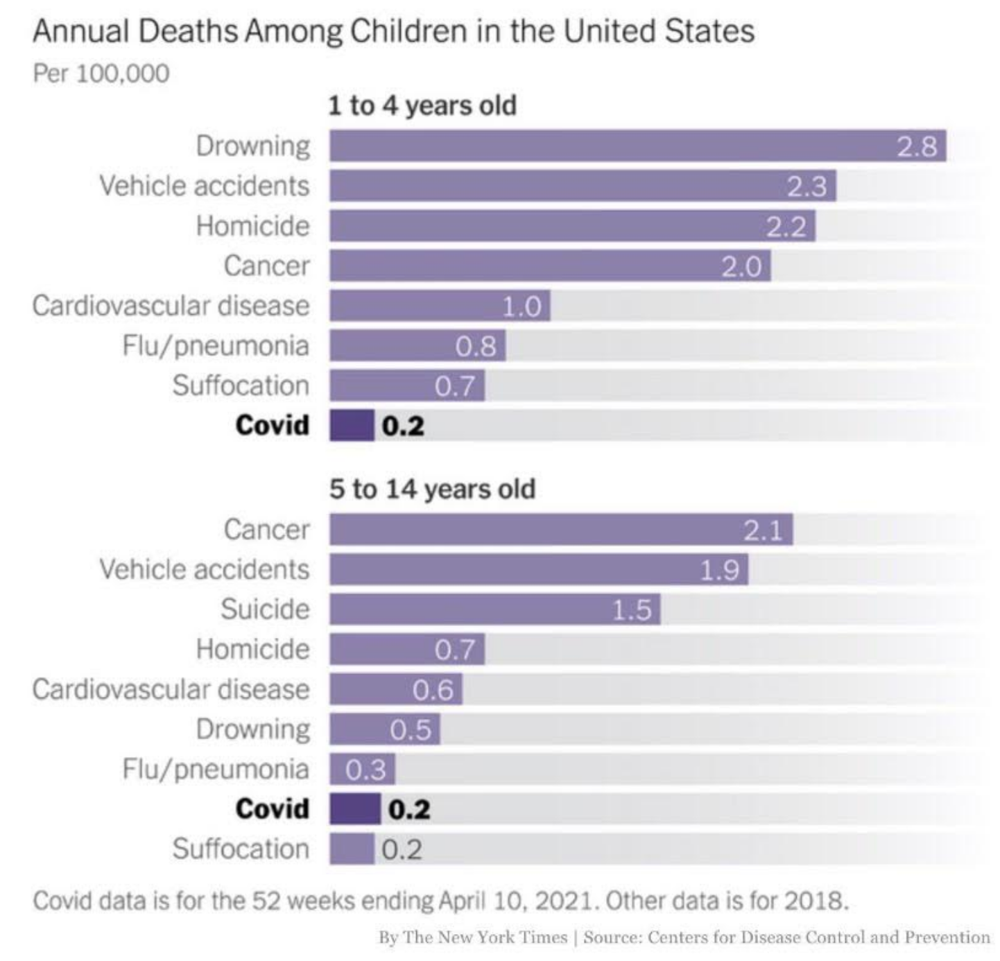 Annual Deaths Among Children in the United States
Per 100,000
1 to 4 years old
Drowning 2.8
Vehicle accidents 2.3
Homicide 2.2
Cancer 2.0
Cardiovascular disease 1.0
Flu/pneumonia 0.8
Suffocation 0.7
Covid 0.2
5 to 14 years old
Cancer 2.1
Vehicle accidents 1.9
Suicide 1.5
Homicide 0.7
Cardiovascular disease 0.6
Drowning 0.5
Flu/pneumonia 0.3
Covid 0.2
Suffocation 0.2
Covid data is for the 52 weeks ending April 10, 2021. Other data is for 2018.
By The New York Times | Source: Centers for Disease Control and Prevention